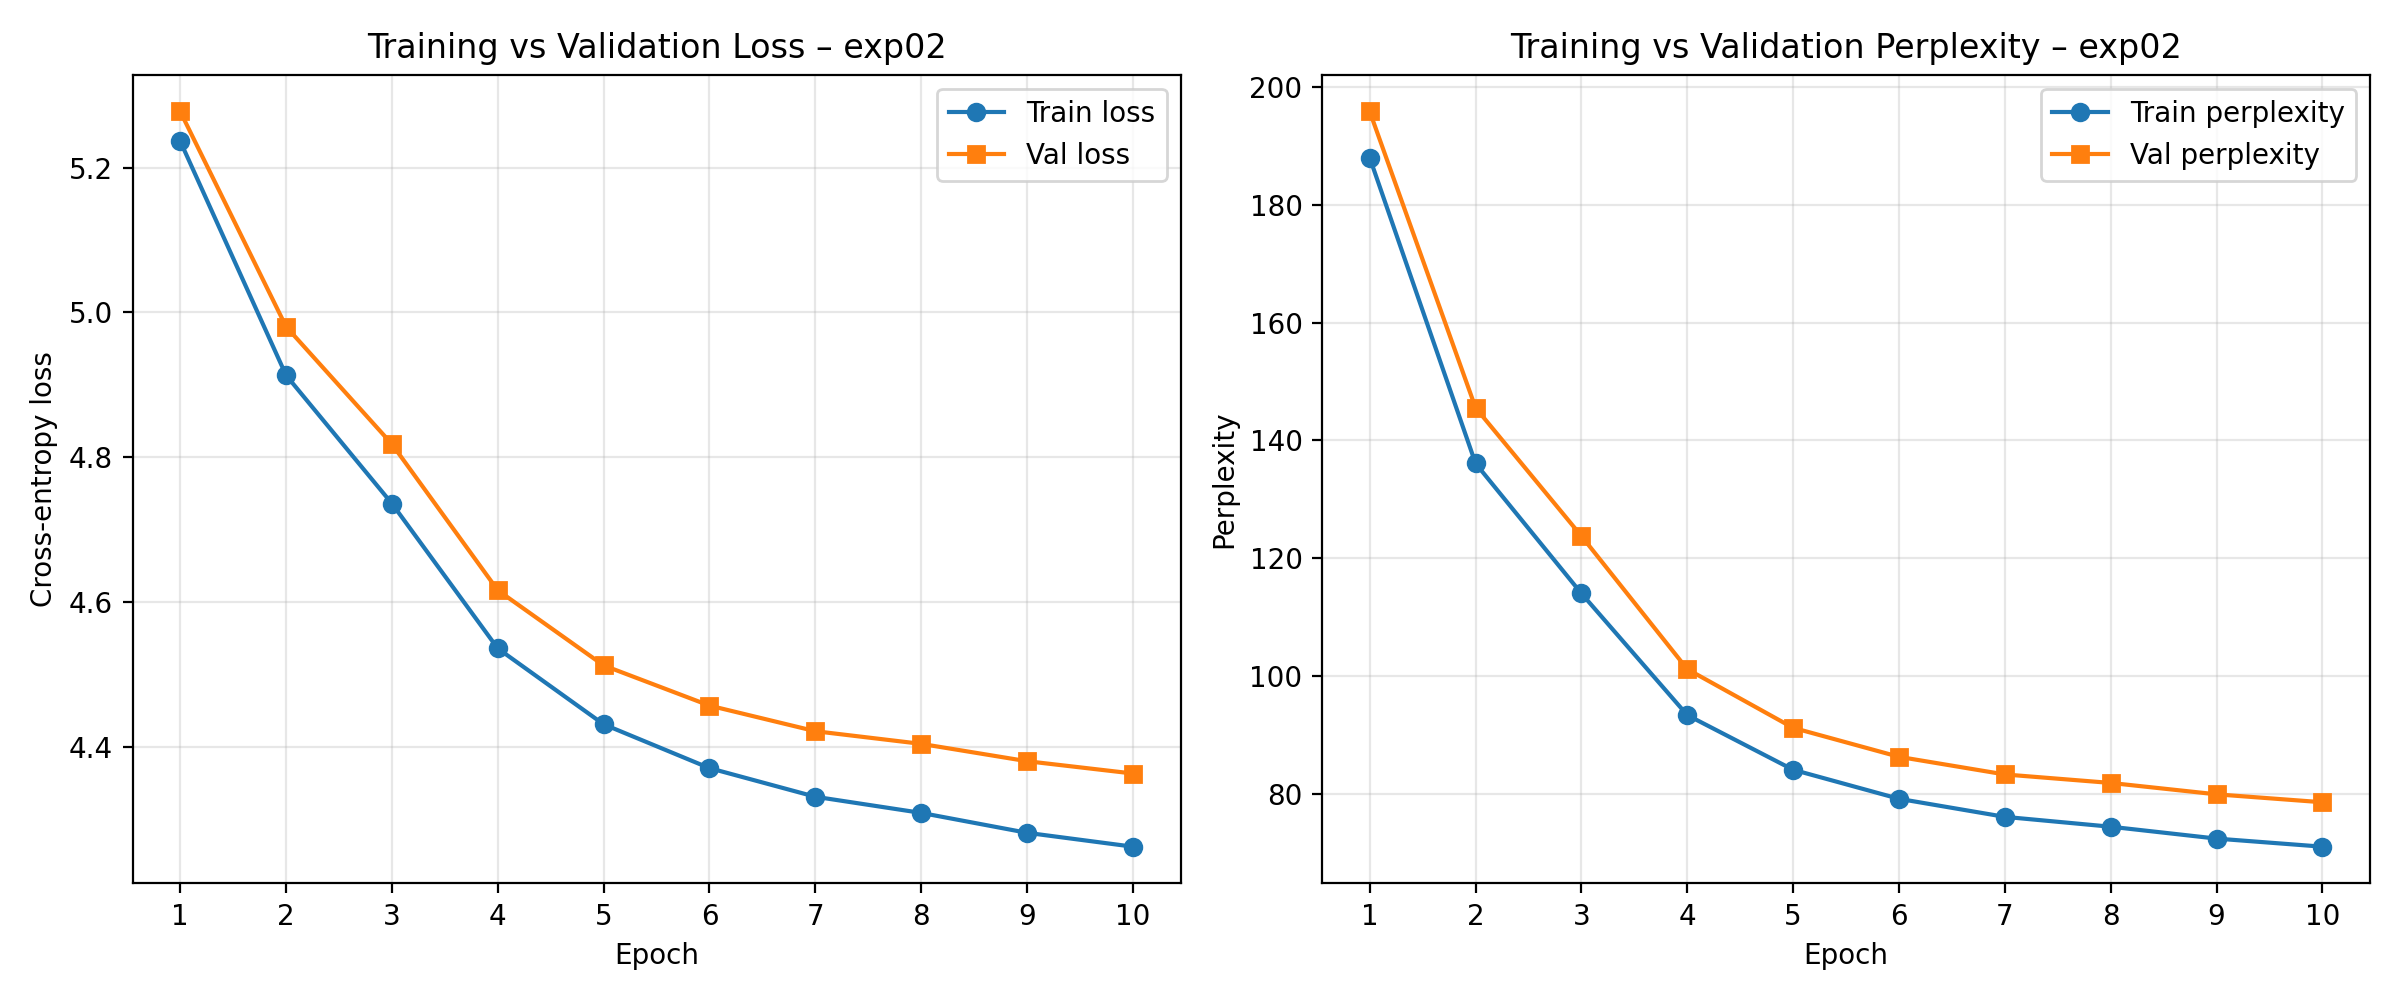 Training vs Validation Loss – exp02
Train loss
Val loss
5.2
5.0
4.8
4.6
4.4
Cross-entropy loss
1 2 3 4 5 6 7 8 9 10
Epoch
Training vs Validation Perplexity – exp02
Train perplexity
Val perplexity
200
180
160
140
120
100
80
Perplexity
1 2 3 4 5 6 7 8 9 10
Epoch